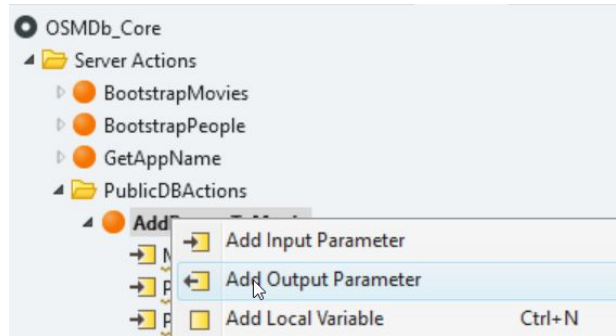 OSMDb_Core
Server Actions
BootstrapMovies
BootstrapPeople
GetAppName
PublicDBActions
Add Input Parameter
Add Output Parameter
Add Local Variable Ctrl+N